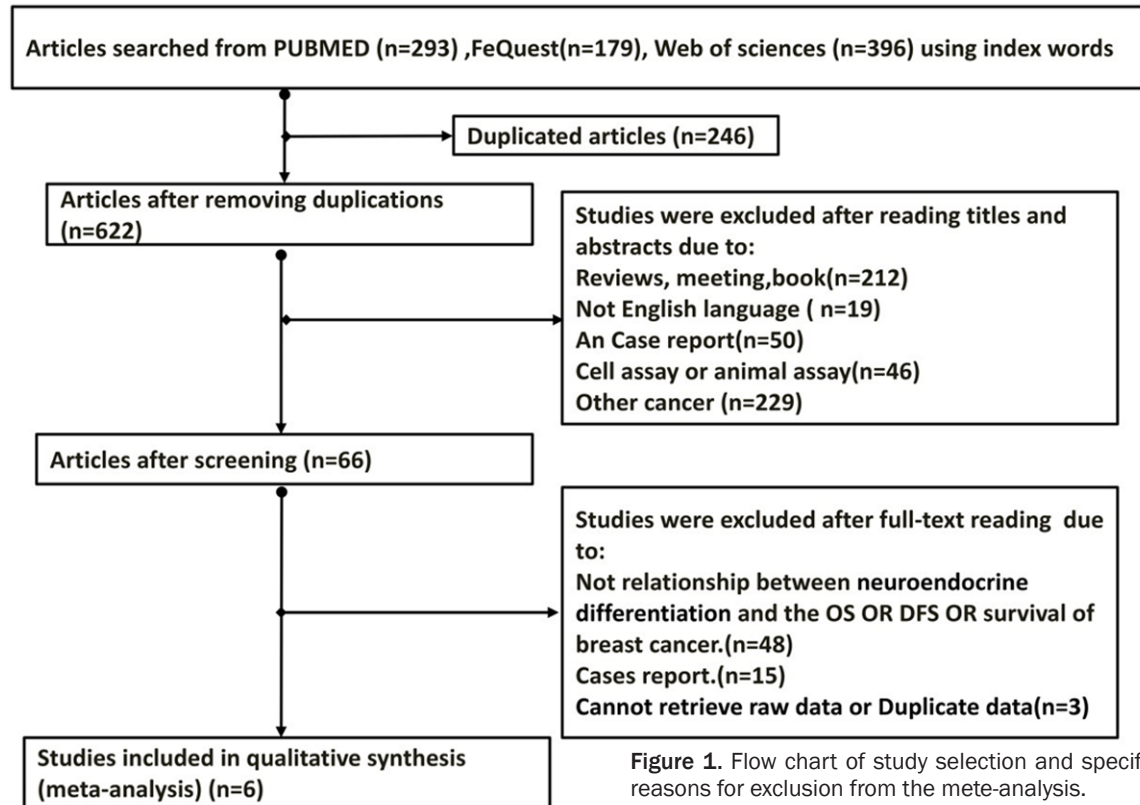 Articles searched from PUBMED (n=293) ,FeQuest(n=179), Web of sciences (n=396) using index words
Duplicated articles (n=246)
Articles after removing duplications
(n=622)
Studies were excluded after reading titles and
abstracts due to:
Reviews, meeting,book(n=212)
Not English language ( n=19)
An Case report(n=50)
Cell assay or animal assay(n=46)
Other cancer (n=229)
Articles after screening (n=66)
Studies were excluded after full-text reading due
to:
Not relationship between neuroendocrine
differentiation and the OS OR DFS OR survival of
breast cancer.(n=48)
Cases report.(n=15)
Cannot retrieve raw data or Duplicate data(n=3)
Studies included in qualitative synthesis
(meta-analysis) (n=6)
Figure 1. Flow chart of study selection and
reasons for exclusion from the mete-analysis.